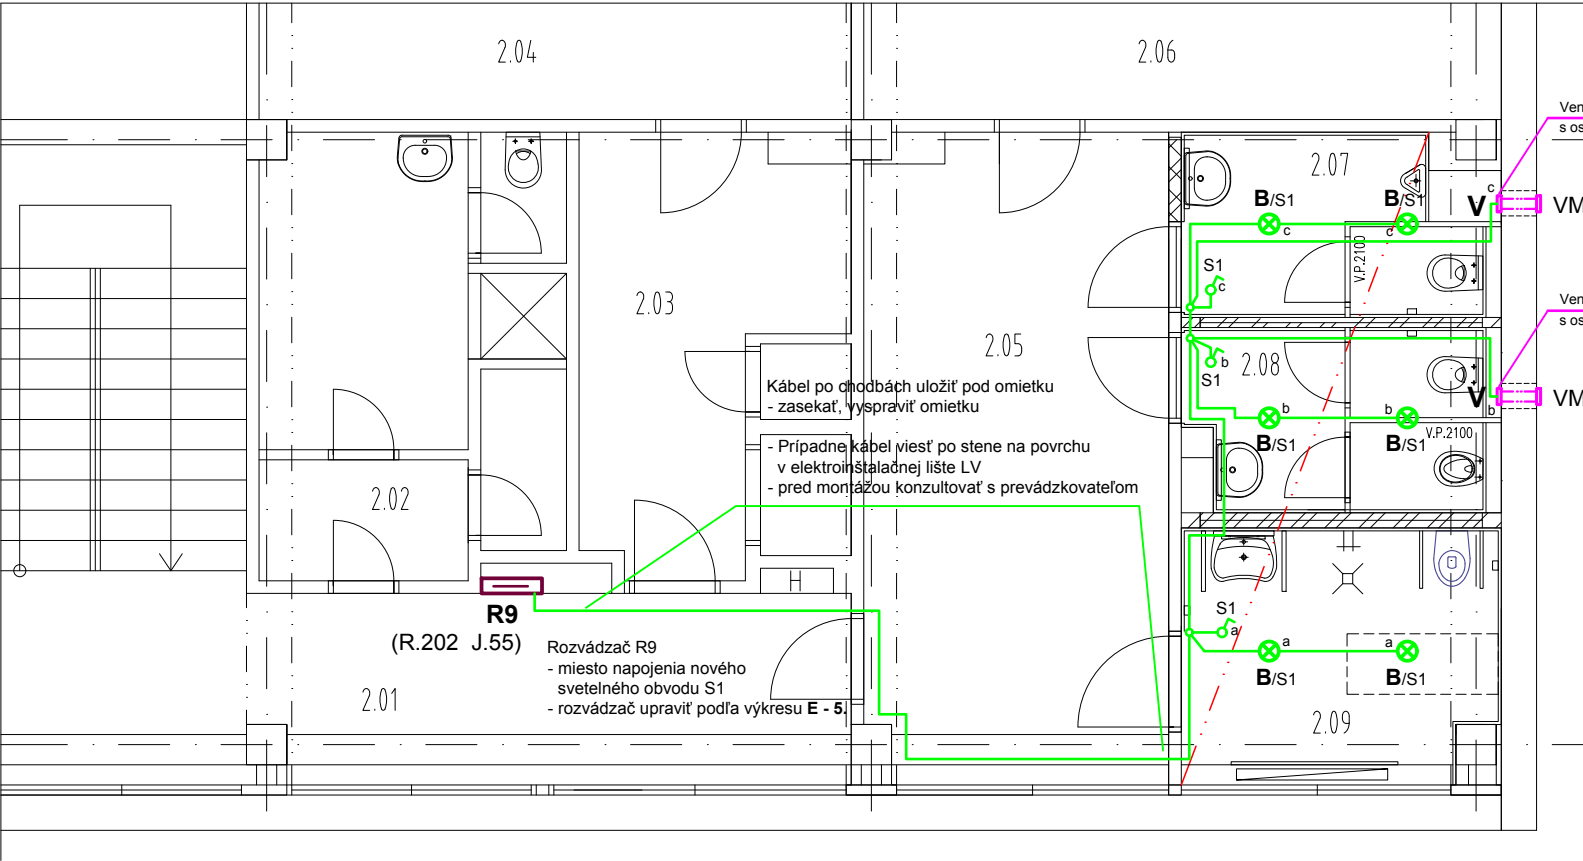 2.04
2.06
Ven
s os
2.07
B/S1
B/S1
c
c
V
c
VM
V.P.2100
S1
c
2.03
Ven
s os
2.05
2.08
b
S1
Kábel po chodbách uložiť pod omietku
- zasekať, vyspraviť omietku
V
b
VM
b
b
B/S1
B/S1
V.P.2100
- Prípadne kábel viesť po stene na povrchu
v elektroinštalačnej lište LV
- pred montážou konzultovať s prevádzkovateľom
2.02
H
R9
(R.202 J.55)
S1
a
Rozvádzač R9
- miesto napojenia nového
svetelného obvodu S1
- rozvádzač upraviť podľa výkresu E - 5.
a
a
B/S1
B/S1
2.01
2.09